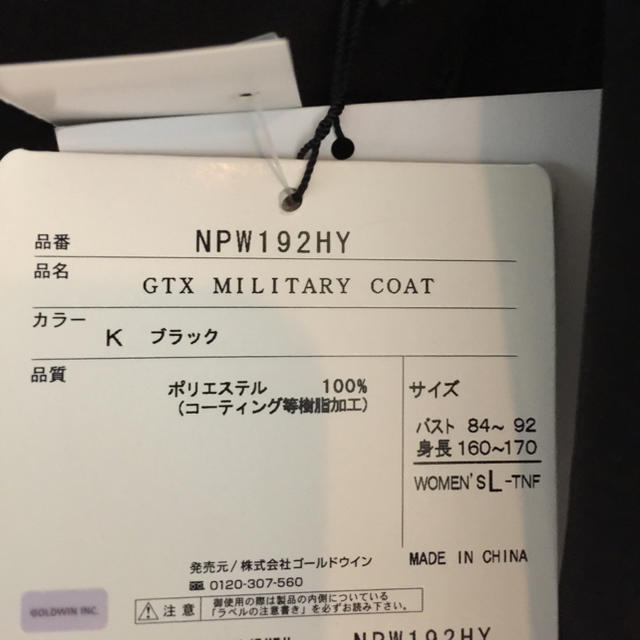 品番 NPW192HY
品名
GTX MILITARY COAT
カラー
K ブラック
品質
ポリエステル 100%
(コーティング等樹脂加工)
サイズ
バスト 84〜 92
身長 160〜170
WOMEN'S L-TNF
発売元/株式会社ゴールドウイン
0120-307-560
MADE IN CHINA
GOLDWIN INC.
注意
御使用の際は製品の内側についている
「ラベルの注意書き」を必ずお読み下さい。
NPW192HY